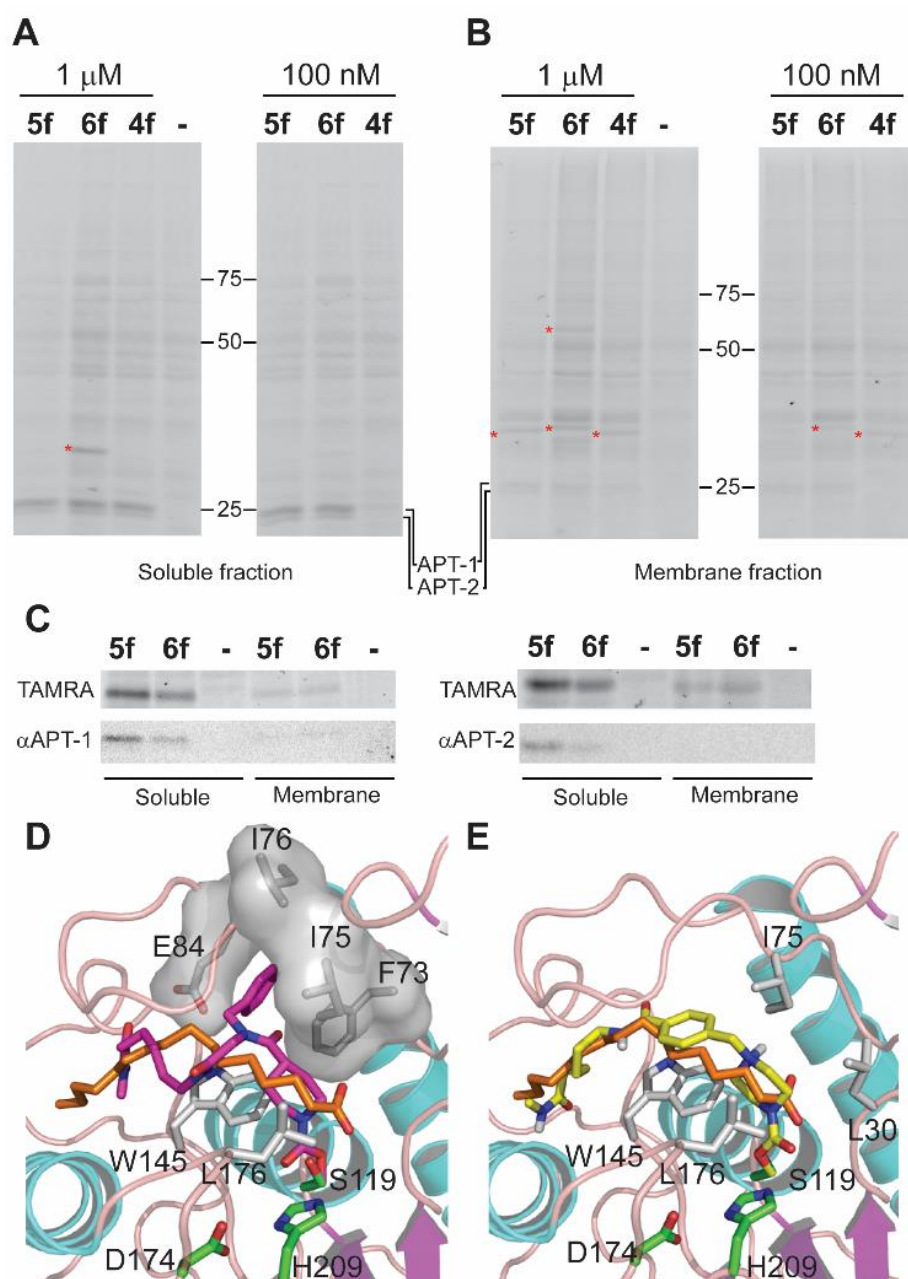 A
1 μM
100 nM
5f 6f 4f -
5f 6f 4f
*
-75-
-50-
-25-
Soluble fraction
B
1 μM
100 nM
5f 6f 4f -
5f 6f 4f
*
* * *
* *
75-
50-
25-
APT-1
APT-2
Membrane fraction
C
5f 6f - 5f 6f -
TAMRA
αAPT-1
Soluble Membrane
5f 6f - 5f 6f -
TAMRA
αAPT-2
Soluble Membrane
D
I76
E84
I75
F73
W145
L176
S119
D174
H209
E
I75
L30
W145
L176
S119
D174
H209